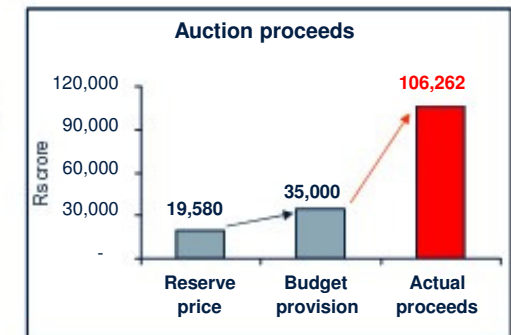 Auction proceeds
120,000
90,000
60,000
30,000
-
Rs crore
106,262
35,000
19,580
Reserve
price
Budget
provision
Actual
proceeds